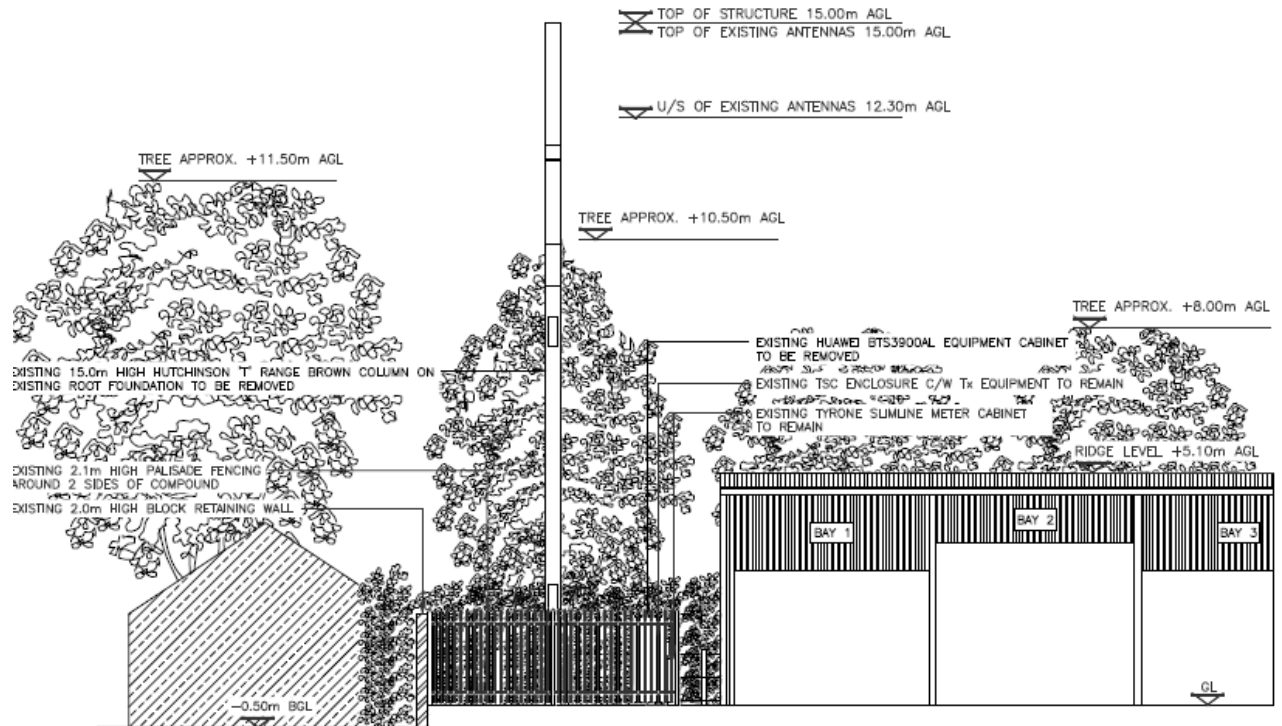 TOP OF STRUCTURE 15.00m AGL
TOP OF EXISTING ANTENNAS 15.00m AGL
U/S OF EXISTING ANTENNAS 12.30m AGL
TREE APPROX. +11.50m AGL
TREE APPROX. +10.50m AGL
TREE APPROX. +8.00m AGL
EXISTING HUAWEI BTS3900AL EQUIPMENT CABINET
TO BE REMOVED
EXISTING 15.0m HIGH HUTCHINSON 'T' RANGE BROWN COLUMN ON
EXISTING ROOT FOUNDATION TO BE REMOVED
EXISTING TSC ENCLOSURE C/W Tx EQUIPMENT TO REMAIN
EXISTING TYRONE SLIMLINE METER CABINET
TO REMAIN
RIDGE LEVEL +5.10m AGL
EXISTING 2.1m HIGH PALISADE FENCING
AROUND 2 SIDES OF COMPOUND
EXISTING 2.0m HIGH BLOCK RETAINING WALL
BAY 1
BAY 2
BAY 3
GL
-0.50m BGL